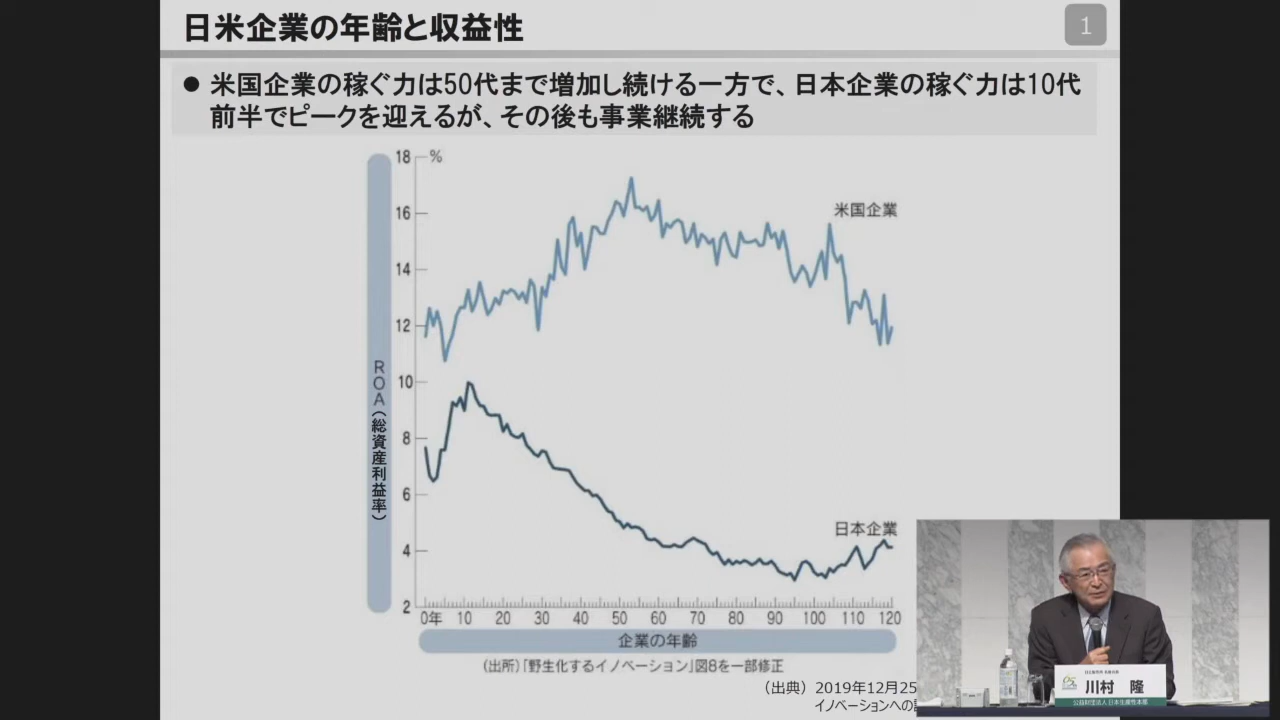 日米企業の年齢と収益性
1
● 米国企業の稼ぐ力は50代まで増加し続ける一方で、日本企業の稼ぐ力は10代
前半でピークを迎えるが、その後も事業継続する
18 %
16
14
12
10
8
6
4
2
ROA(総資産利益率)
米国企業
日本企業
0年 10 20 30 40 50 60 70 80 90 100 110 120
企業の年齢
(出所)「野生化するイノベーション」図8を一部修正
(出典) 2019年12月25
イノベーションへの
川村 隆
公益財団法人 日本生産性本部